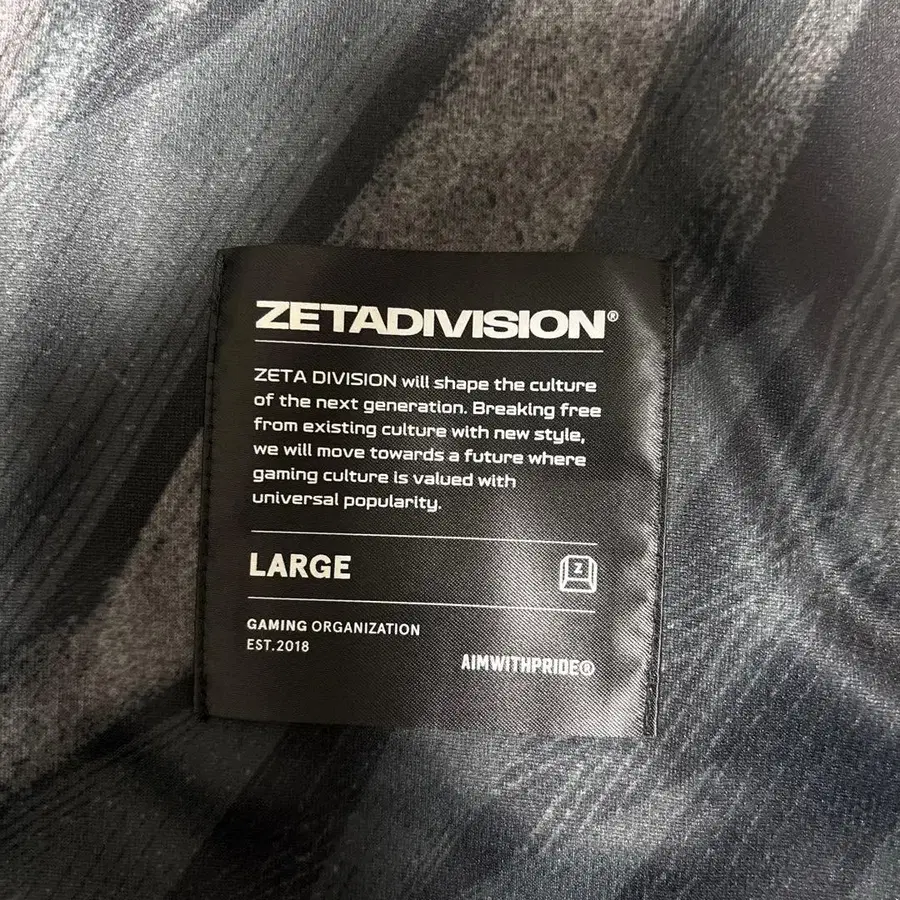 ZETADIVISION®
ZETA DIVISION will shape the culture
of the next generation. Breaking free
from existing culture with new style,
we will move towards a future where
gaming culture is valued with
universal popularity.
LARGE
Z
GAMING ORGANIZATION
EST.2018
AIMWITHPRIDE®